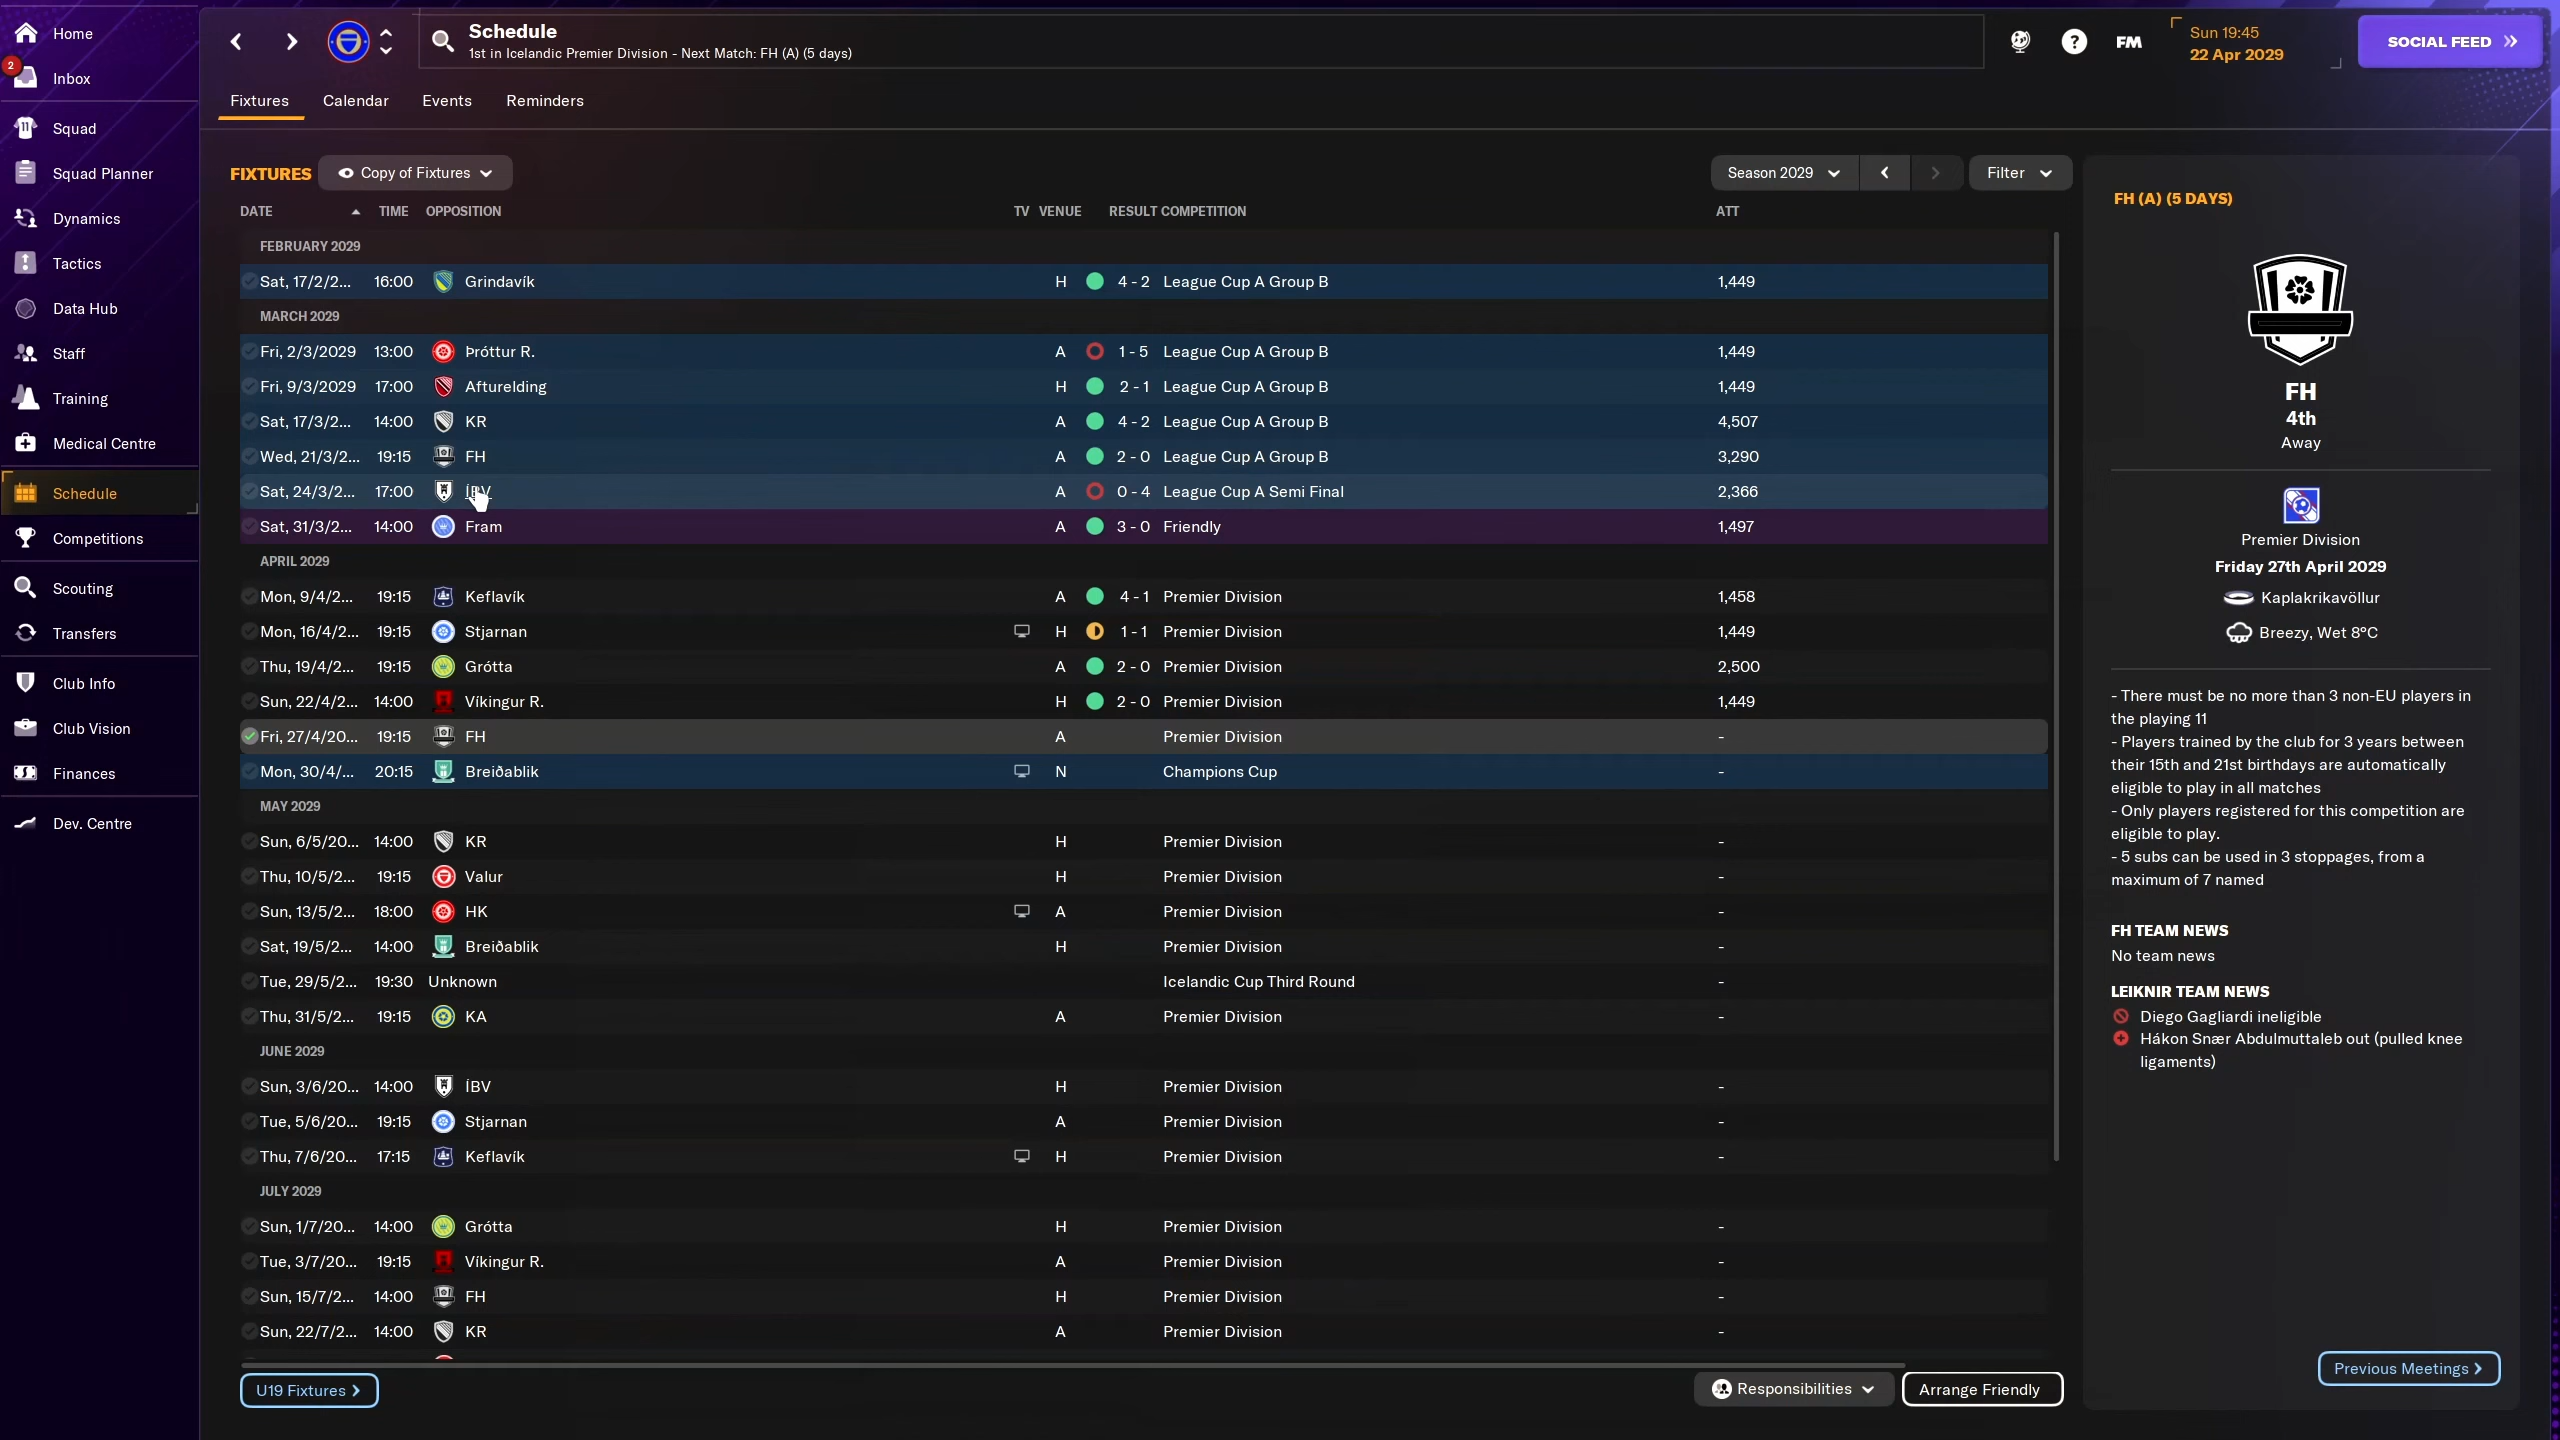 Home
2
Inbox
Squad
Squad Planner
Dynamics
Tactics
Data Hub
Staff
Training
Medical Centre
Schedule
Competitions
Scouting
Transfers
Club Info
Club Vision
Finances
Dev. Centre
Schedule
1st in Icelandic Premier Division - Next Match: FH (A) (5 days)
? FM
Sun 19:45
22 Apr 2029
SOCIAL FEED
Fixtures Calendar Events Reminders
FIXTURES Copy of Fixtures Season 2029 Filter
DATE TIME OPPOSITION TV VENUE RESULT COMPETITION ATT
FEBRUARY 2029
Sat, 17/2/2... 16:00 Grindavík H 4 - 2 League Cup A Group B 1,449
MARCH 2029
Fri, 2/3/2029 13:00 Þróttur R. A 1 - 5 League Cup A Group B 1,449
Fri, 9/3/2029 17:00 Afturelding H 2 - 1 League Cup A Group B 1,449
Sat, 17/3/2... 14:00 KR A 4 - 2 League Cup A Group B 4,507
Wed, 21/3/2... 19:15 FH A 2 - 0 League Cup A Group B 3,290
Sat, 24/3/2... 17:00 ÍBV A 0 - 4 League Cup A Semi Final 2,366
Sat, 31/3/2... 14:00 Fram A 3 - 0 Friendly 1,497
APRIL 2029
Mon, 9/4/2... 19:15 Keflavík A 4 - 1 Premier Division 1,458
Mon, 16/4/2... 19:15 Stjarnan H 1 - 1 Premier Division 1,449
Thu, 19/4/2... 19:15 Grótta A 2 - 0 Premier Division 2,500
Sun, 22/4/2... 14:00 Víkingur R. H 2 - 0 Premier Division 1,449
Fri, 27/4/20... 19:15 FH A Premier Division -
Mon, 30/4/... 20:15 Breiðablik N Champions Cup -
MAY 2029
Sun, 6/5/20... 14:00 KR H Premier Division -
Thu, 10/5/2... 19:15 Valur H Premier Division -
Sun, 13/5/2... 18:00 HK A Premier Division -
Sat, 19/5/2... 14:00 Breiðablik H Premier Division -
Tue, 29/5/2... 19:30 Unknown Icelandic Cup Third Round -
Thu, 31/5/2... 19:15 KA A Premier Division -
JUNE 2029
Sun, 3/6/20... 14:00 ÍBV H Premier Division -
Tue, 5/6/20... 19:15 Stjarnan A Premier Division -
Thu, 7/6/20... 17:15 Keflavík H Premier Division -
JULY 2029
Sun, 1/7/20... 14:00 Grótta H Premier Division -
Tue, 3/7/20... 19:15 Víkingur R. A Premier Division -
Sun, 15/7/2... 14:00 FH H Premier Division -
Sun, 22/7/2... 14:00 KR A Premier Division -
U19 Fixtures Responsibilities Arrange Friendly
FH (A) (5 DAYS)
FH
4th
Away
Premier Division
Friday 27th April 2029
Kaplakrikavöllur
Breezy, Wet 8ºC
- There must be no more than 3 non-EU players in
the playing 11
- Players trained by the club for 3 years between
their 15th and 21st birthdays are automatically
eligible to play in all matches
- Only players registered for this competition are
eligible to play.
- 5 subs can be used in 3 stoppages, from a
maximum of 7 named
FH TEAM NEWS
No team news
LEIKNIR TEAM NEWS
Diego Gagliardi ineligible
Hákon Snær Abdulmuttaleb out (pulled knee
ligaments)
Previous Meetings